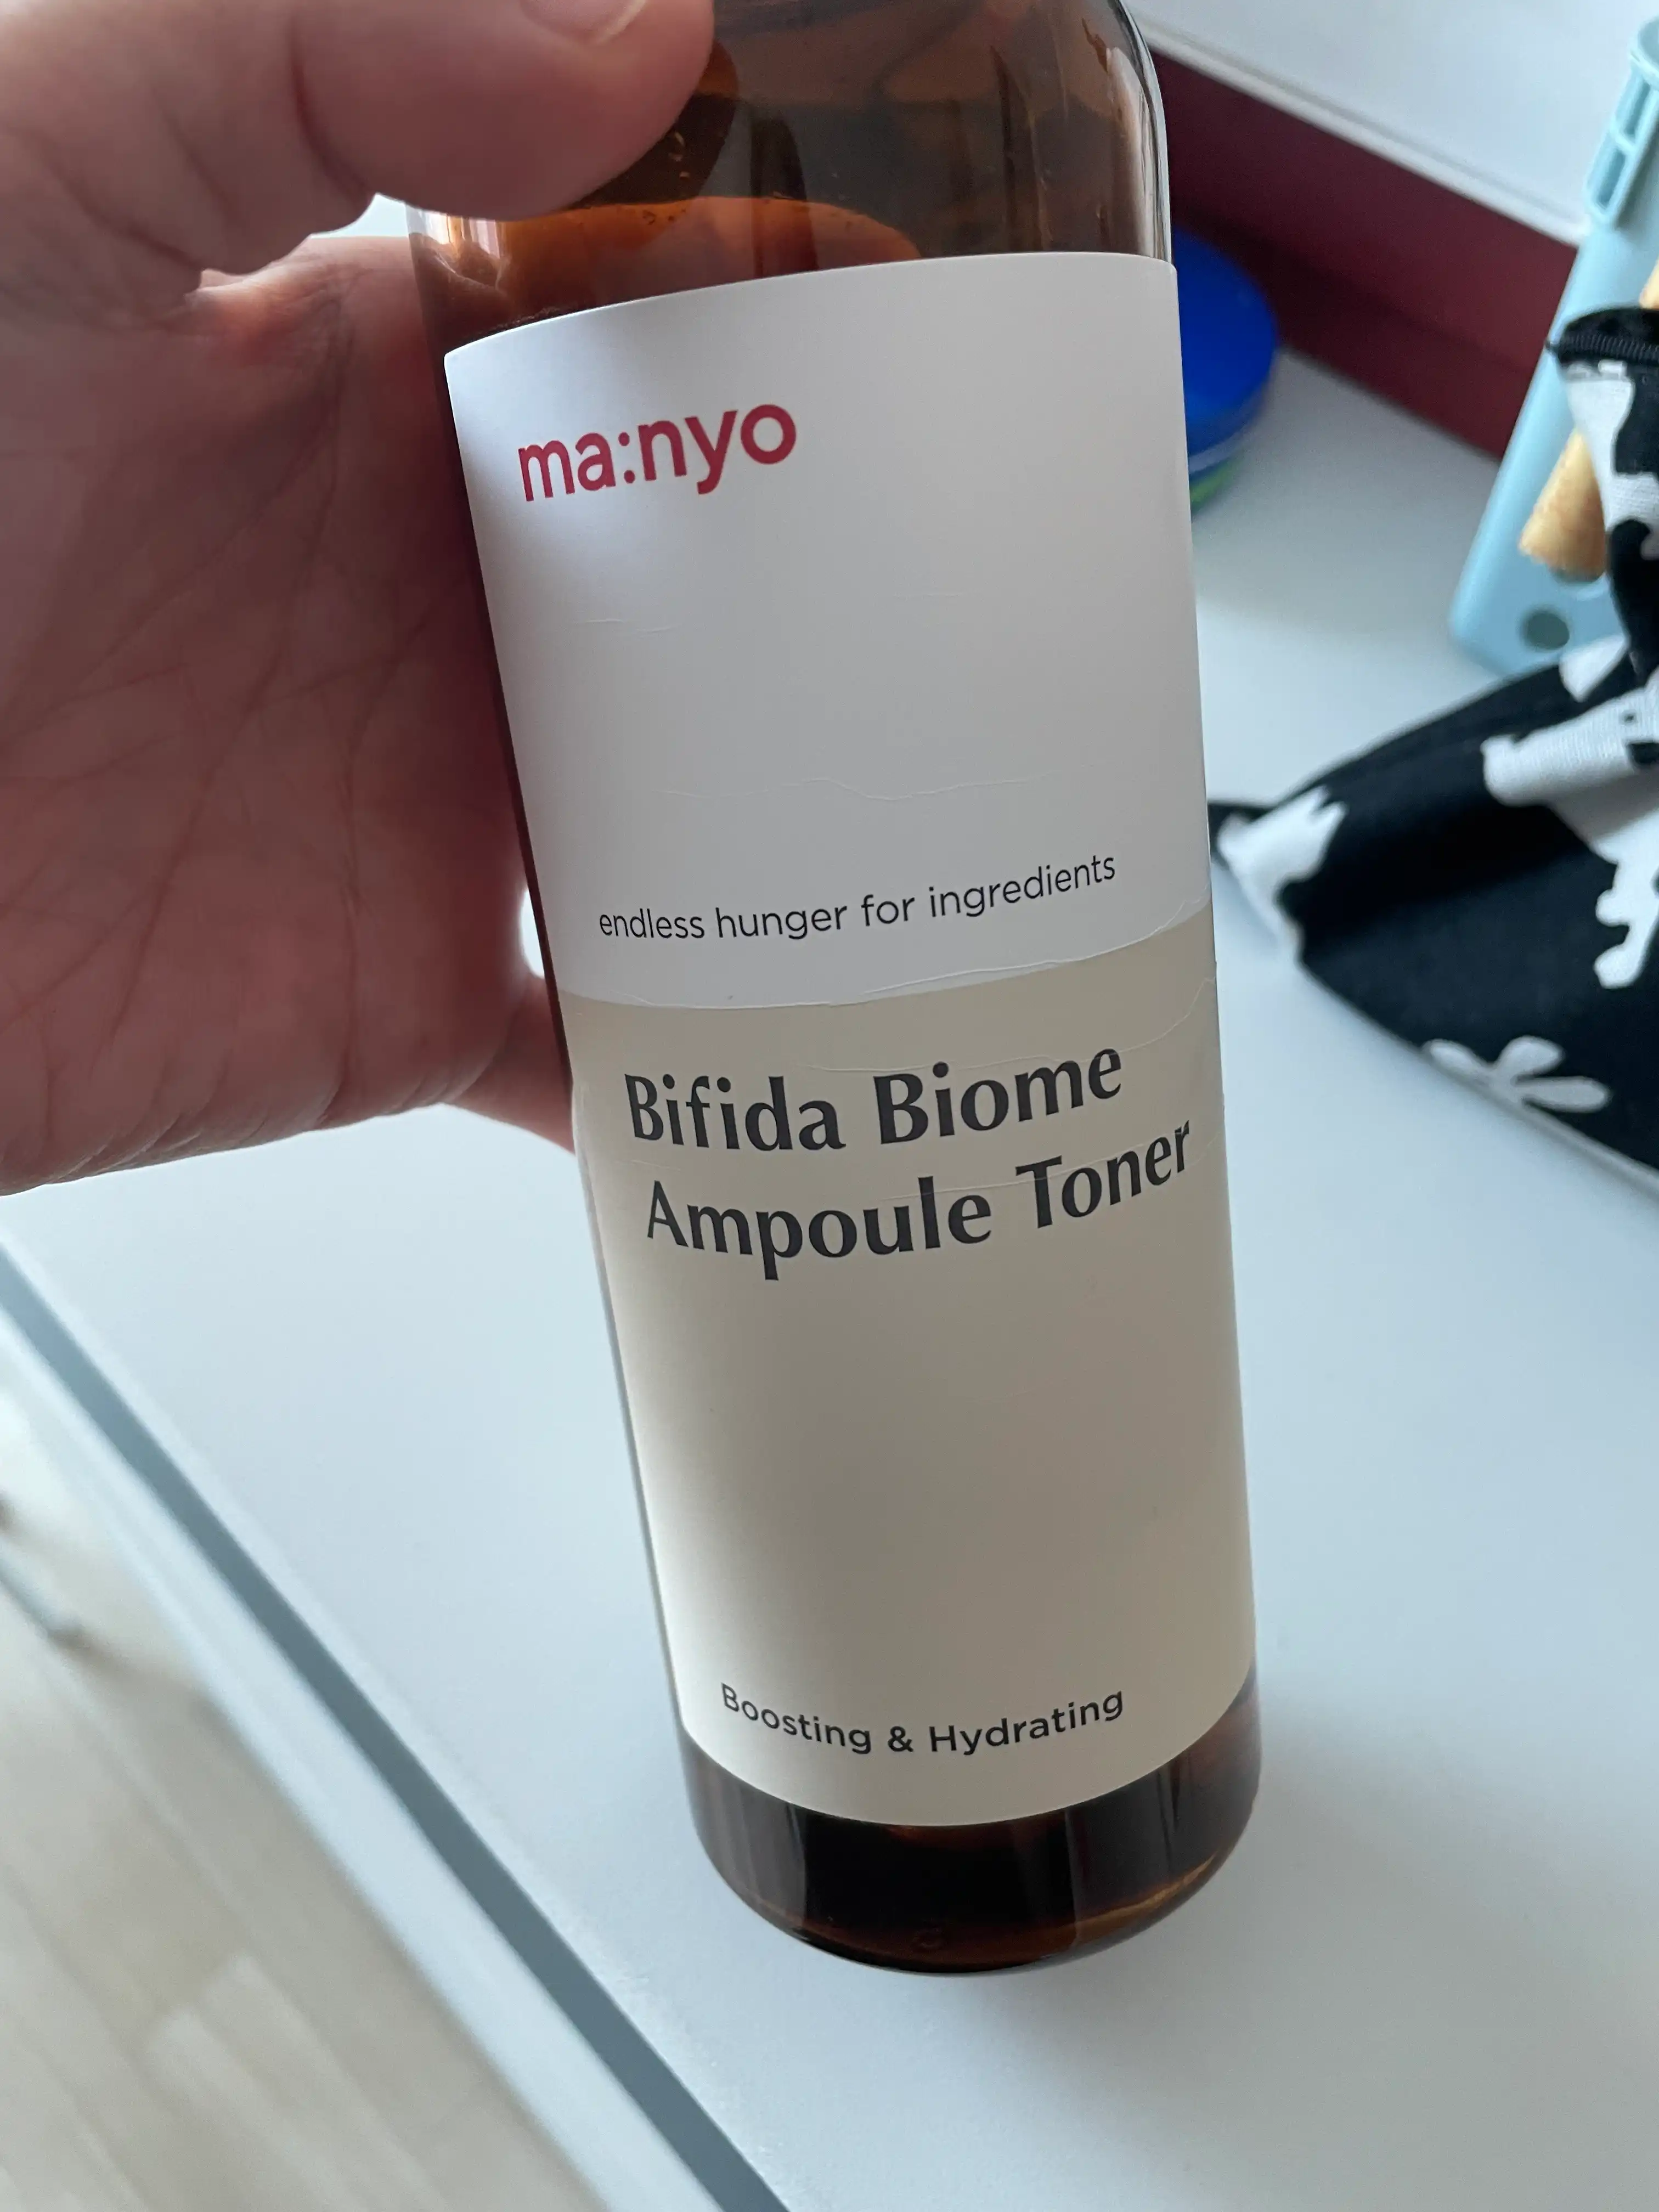 ma:nyo
endless hunger for ingredients
Bifida Biome
Ampoule Toner
Boosting & Hydrating